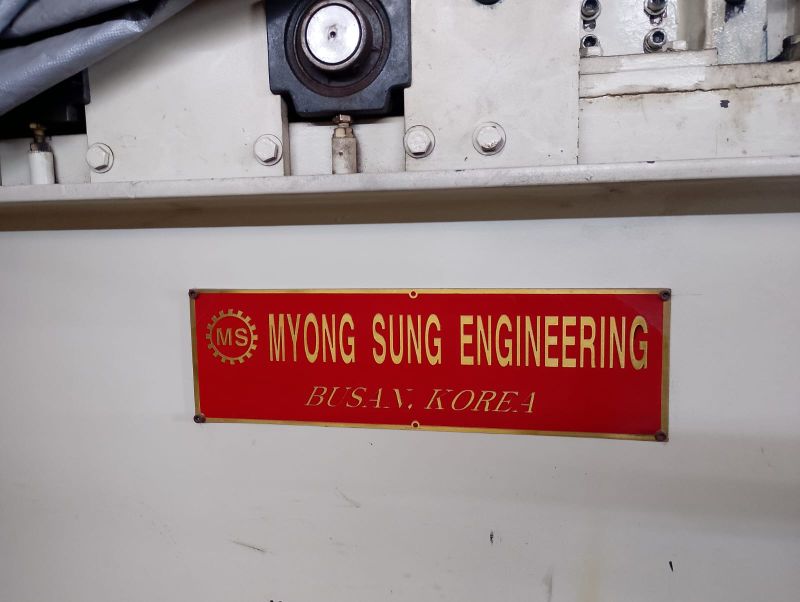 MS MYONG SUNG ENGINEERING
BUSAN, KOREA